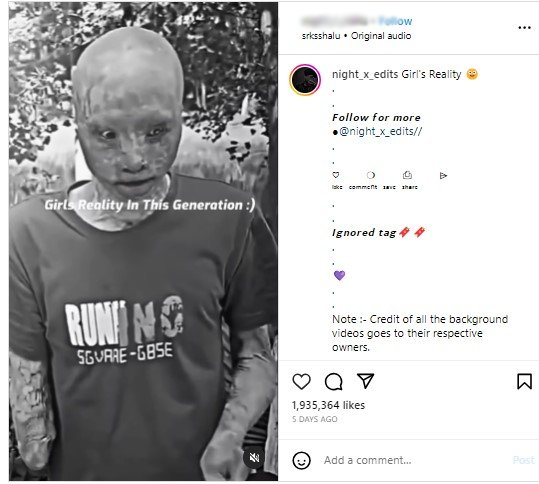 Follow
srksshalu • Original audio
night_x_edits Girl's Reality
.
.
Follow for more
●@night_x_edits//
.
.
like comment save share
.
.
Ignored tag
.
.
.
.
Note :- Credit of all the background
videos goes to their respective
owners.
Girls Reality In This Generation :)
RUNNING
SGVARE-GBSE
1,935,364 likes
5 DAYS AGO
Add a comment... Post